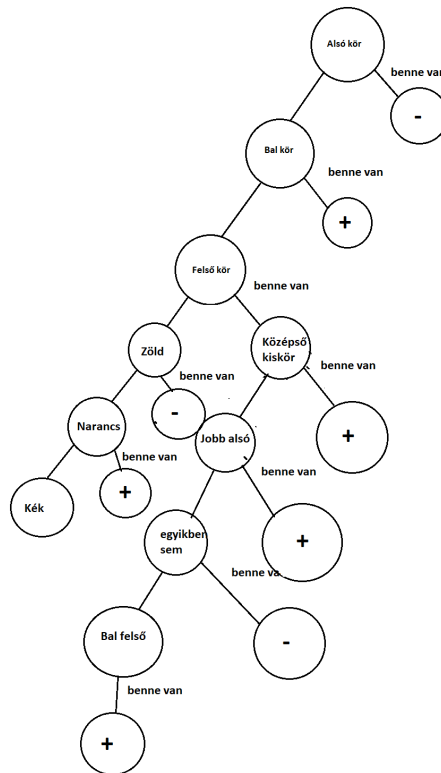 Alsó kör
benne van
-
Bal kör
benne van
+
Felső kör
benne van
Zöld
Középső
kiskör
benne van
benne van
-
Narancs
Jobb alsó
+
benne van
benne van
+
Kék
egyikben
sem
+
benne va
Bal felső
-
benne van
+